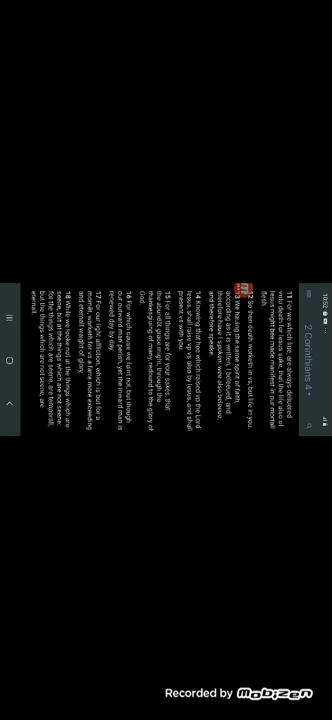 10:52
2 Corinthians 4
11 For we which liue, are alway deliuered
vnto death for Iesus sake, that the life also of
Iesus might bee made manifest in our mortall
flesh.
12 So then death worketh in vs, but life in you.
13 We hauing the same spirit of faith,
according as it is written, I beleeued, and
therefore haue I spoken: we also beleeue,
and therefore speake.
14 Knowing that hee which raised vp the Lord
Iesus, shall raise vp vs also by Iesus, and shall
present vs with you.
15 For all things are for your sakes, that
the abundant grace might, through the
thankesgiuing of many, redound to the glory of
God.
16 For which cause we faint not, but though
our outward man perish, yet the inward man is
renewed day by day.
17 For our light affliction, which is but for a
moment, worketh for vs a farre more exceeding
and eternall waight of glory,
18 While we looke not at the things which are
seene, but at the things which are not seene:
for the things which are seene, are temporall,
but the things which are not seene, are
eternall.
Recorded by Mobizen